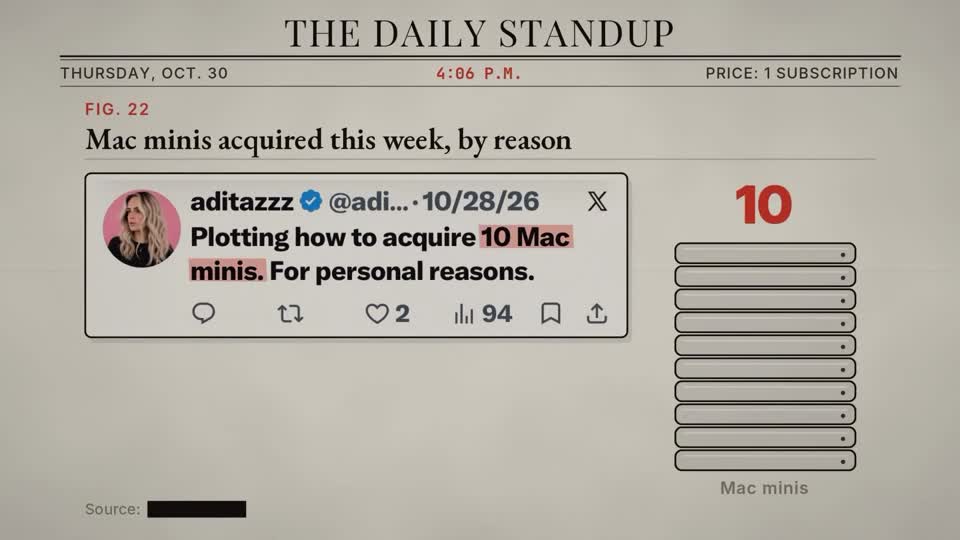 THE DAILY STANDUP
THURSDAY, OCT. 30
4:06 P.M.
PRICE: 1 SUBSCRIPTION
FIG. 22
Mac minis acquired this week, by reason
aditazzz @adi... · 10/28/26
Plotting how to acquire 10 Mac
minis. For personal reasons.
2
94
10
Mac minis
Source: